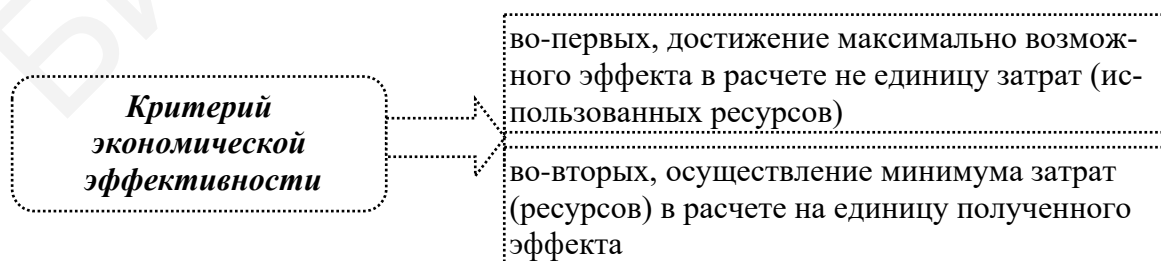 Критерий
экономической
эффективности
во-первых, достижение максимально возмож-
ного эффекта в расчете не единицу затрат (ис-
пользованных ресурсов)
во-вторых, осуществление минимума затрат
(ресурсов) в расчете на единицу полученного
эффекта